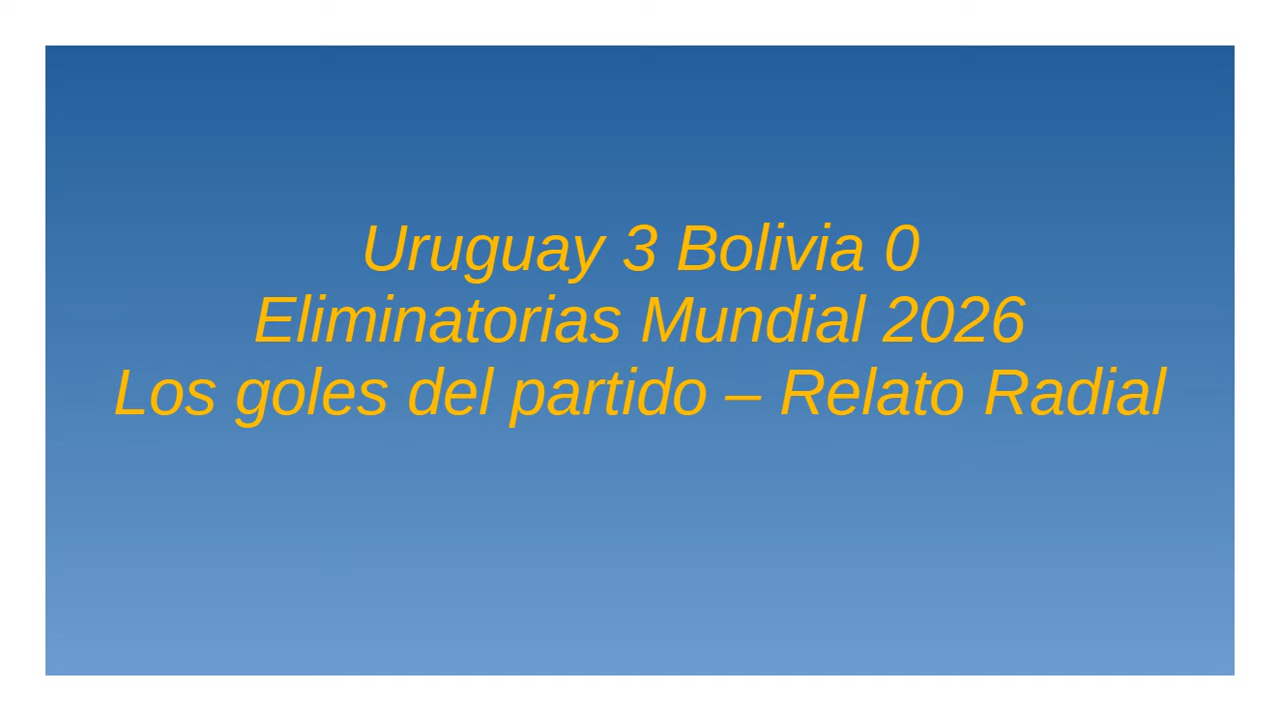 Uruguay 3 Bolivia 0
Eliminatorias Mundial 2026
Los goles del partido – Relato Radial